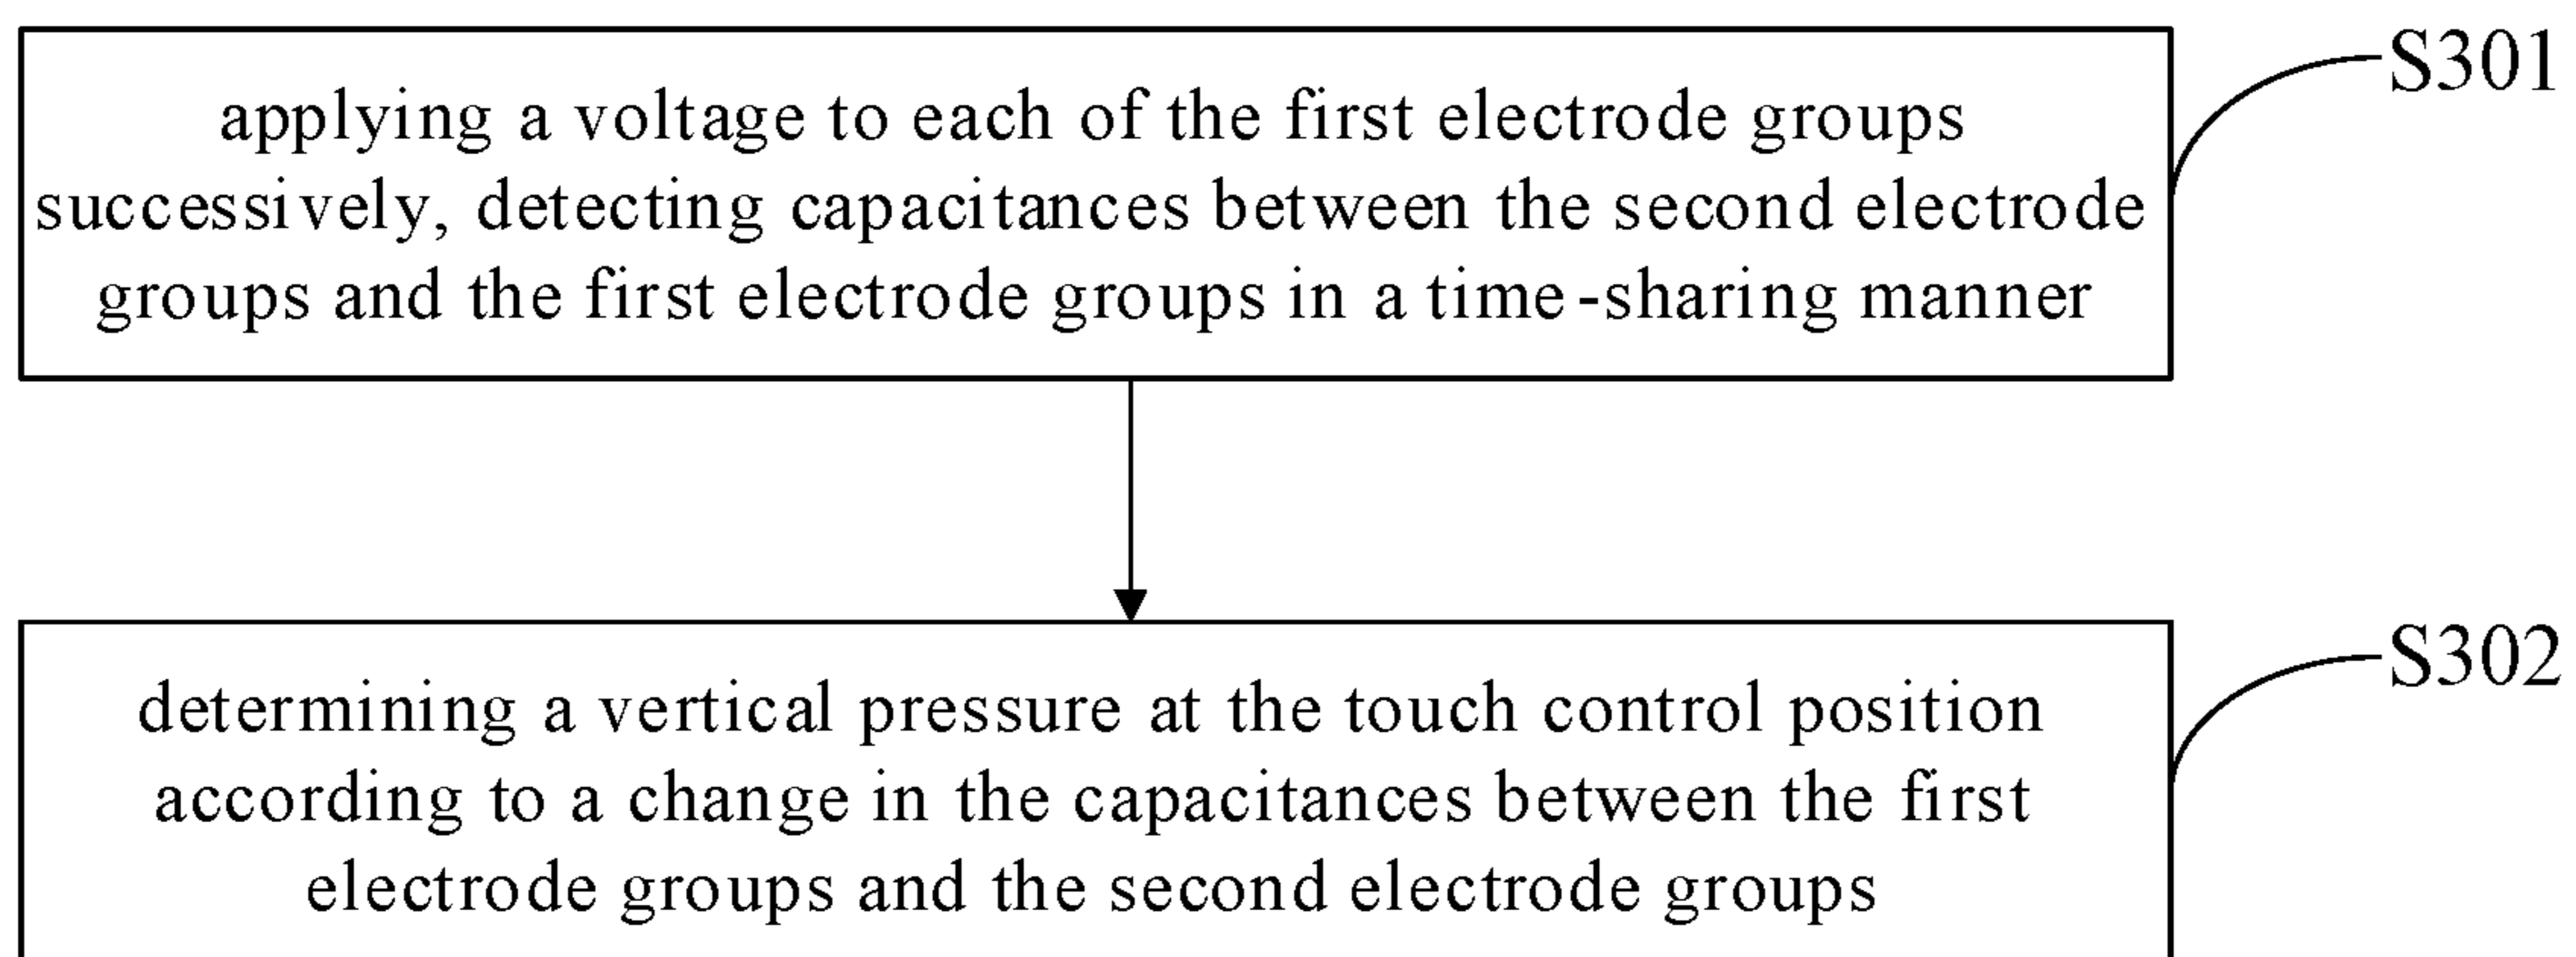 applying a voltage to each of the first electrode groups
successively, detecting capacitances between the second electrode
groups and the first electrode groups in a time-sharing manner
S301
determining a vertical pressure at the touch control position
according to a change in the capacitances between the first
electrode groups and the second electrode groups
S302